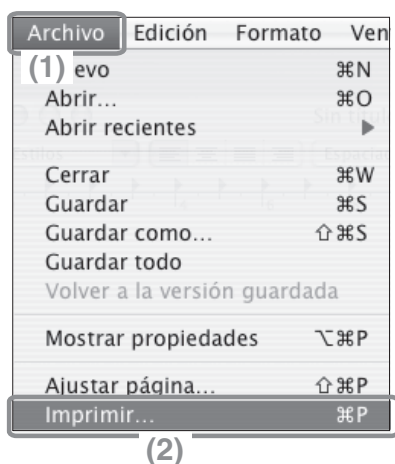 Archivo Edición Formato Ven
(1) evo ⌘N
Abrir... ⌘O
Abrir recientes ▶
Cerrar ⌘W
Guardar ⌘S
Guardar como... ⇧⌘S
Guardar todo
Volver a la versión guardada
Mostrar propiedades ⌥⌘P
Ajustar página... ⇧⌘P
Imprimir... ⌘P
(2)